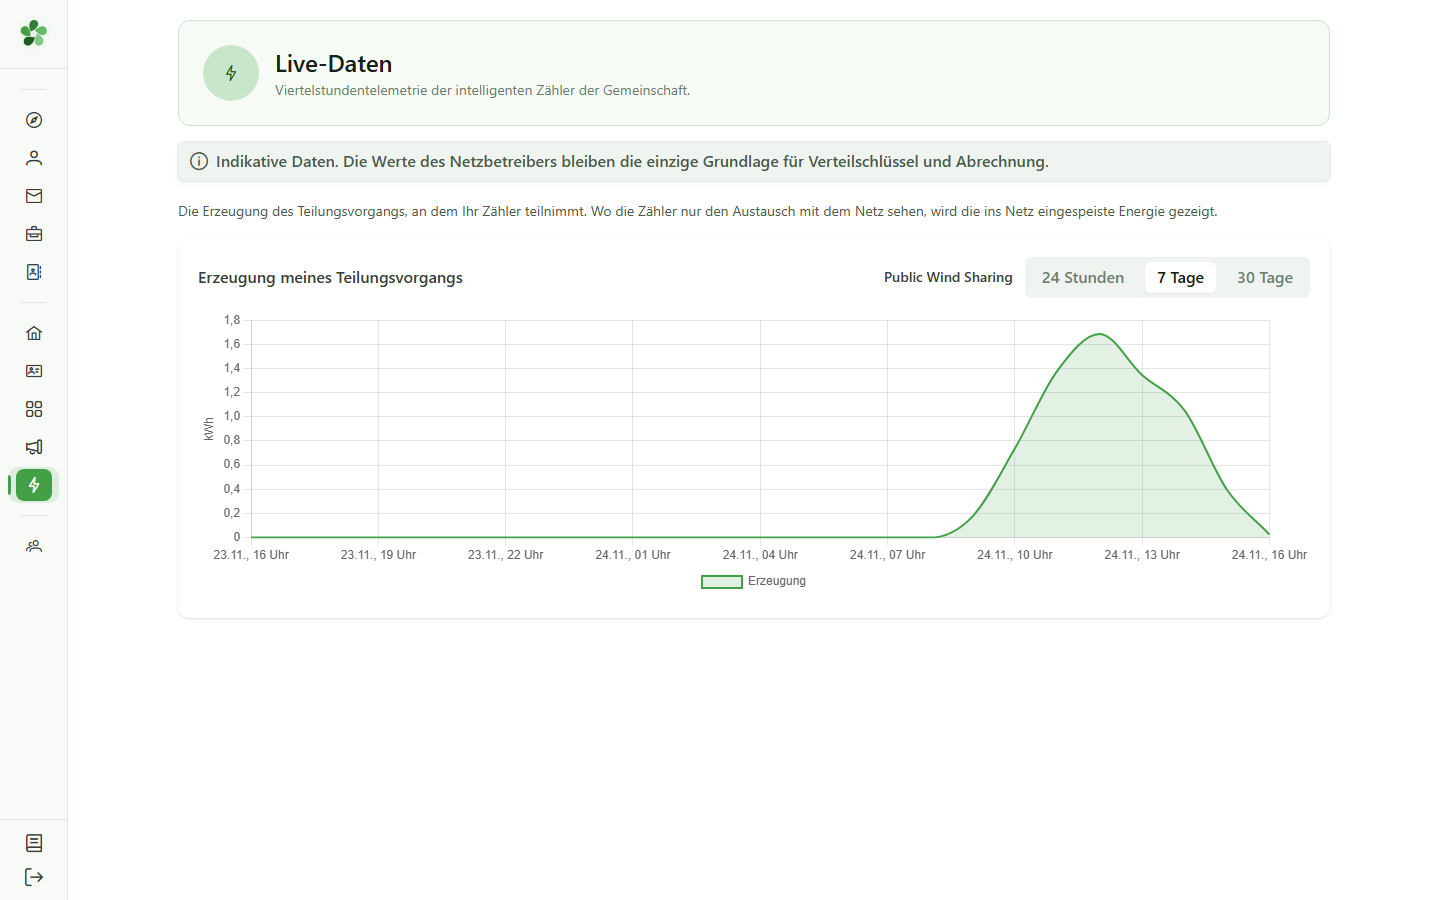 Live-Daten
Viertelstundentelemetrie der intelligenten Zähler der Gemeinschaft.
Indikative Daten. Die Werte des Netzbetreibers bleiben die einzige Grundlage für Verteilschlüssel und Abrechnung.
Die Erzeugung des Teilungsvorgangs, an dem Ihr Zähler teilnimmt. Wo die Zähler nur den Austausch mit dem Netz sehen, wird die ins Netz eingespeiste Energie gezeigt.
Erzeugung meines Teilungsvorgangs
Public Wind Sharing
24 Stunden
7 Tage
30 Tage
1,8
1,6
1,4
1,2
1,0
0,8
0,6
0,4
0,2
0
kWh
23.11., 16 Uhr
23.11., 19 Uhr
23.11., 22 Uhr
24.11., 01 Uhr
24.11., 04 Uhr
24.11., 07 Uhr
24.11., 10 Uhr
24.11., 13 Uhr
24.11., 16 Uhr
Erzeugung